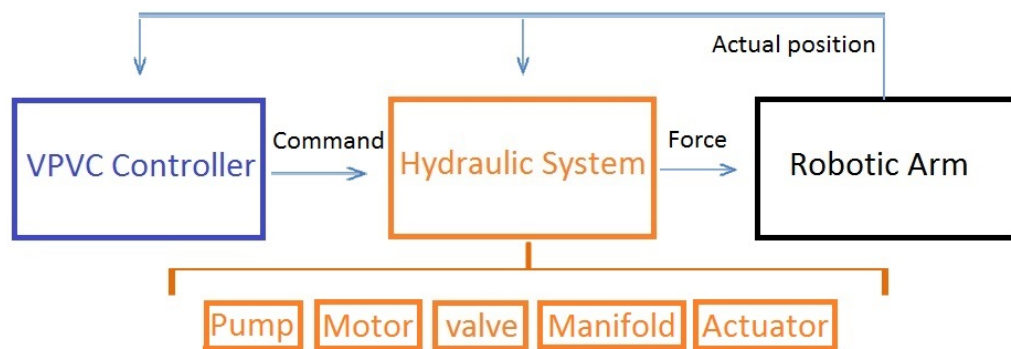 Actual position
VPVC Controller
Command
Hydraulic System
Force
Robotic Arm
Pump
Motor
valve
Manifold
Actuator